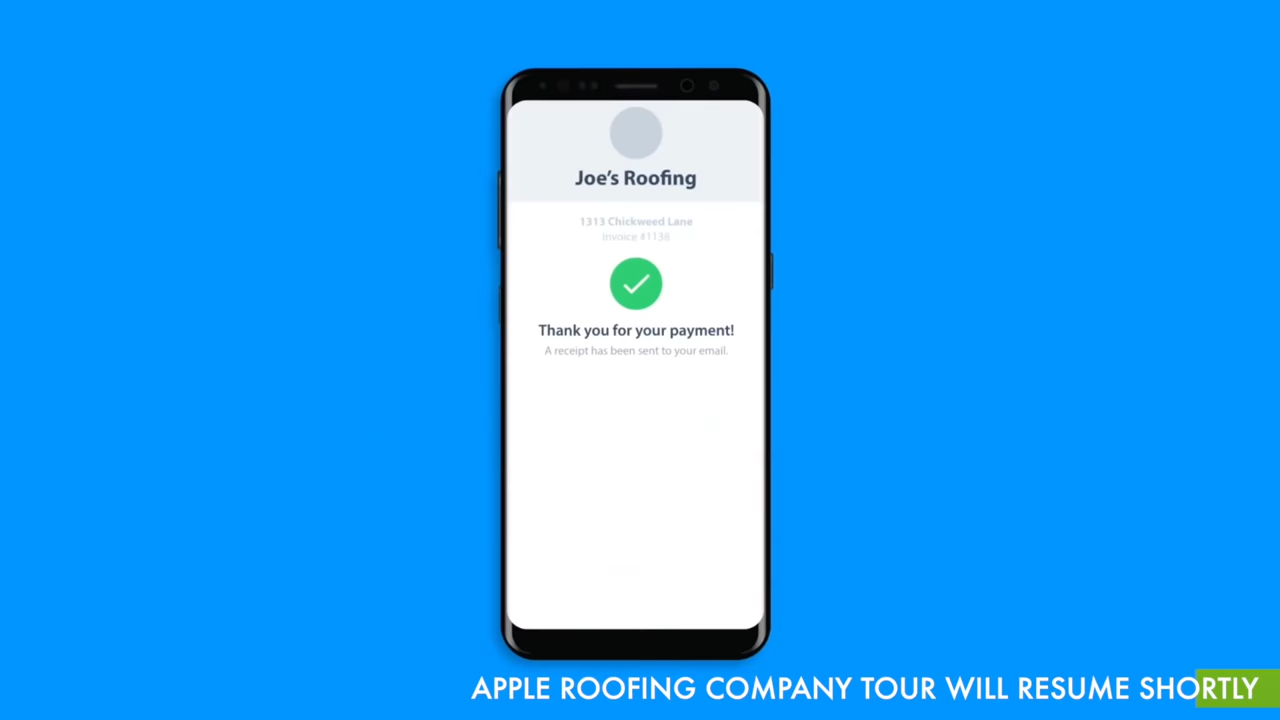 Joe's Roofing
1313 Chickweed Lane
Invoice #1138
Thank you for your payment!
A receipt has been sent to your email.
APPLE ROOFING COMPANY TOUR WILL RESUME SHORTLY